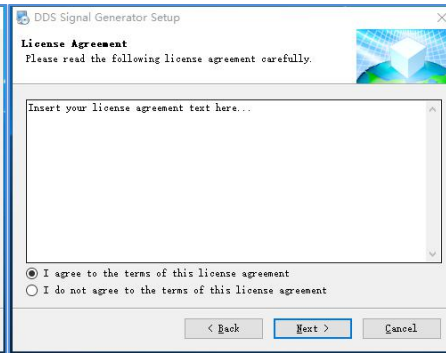 DDS Signal Generator Setup
License Agreement
Please read the following license agreement carefully.
Insert your license agreement text here...
I agree to the terms of this license agreement
I do not agree to the terms of this license agreement
< Back Next > Cancel